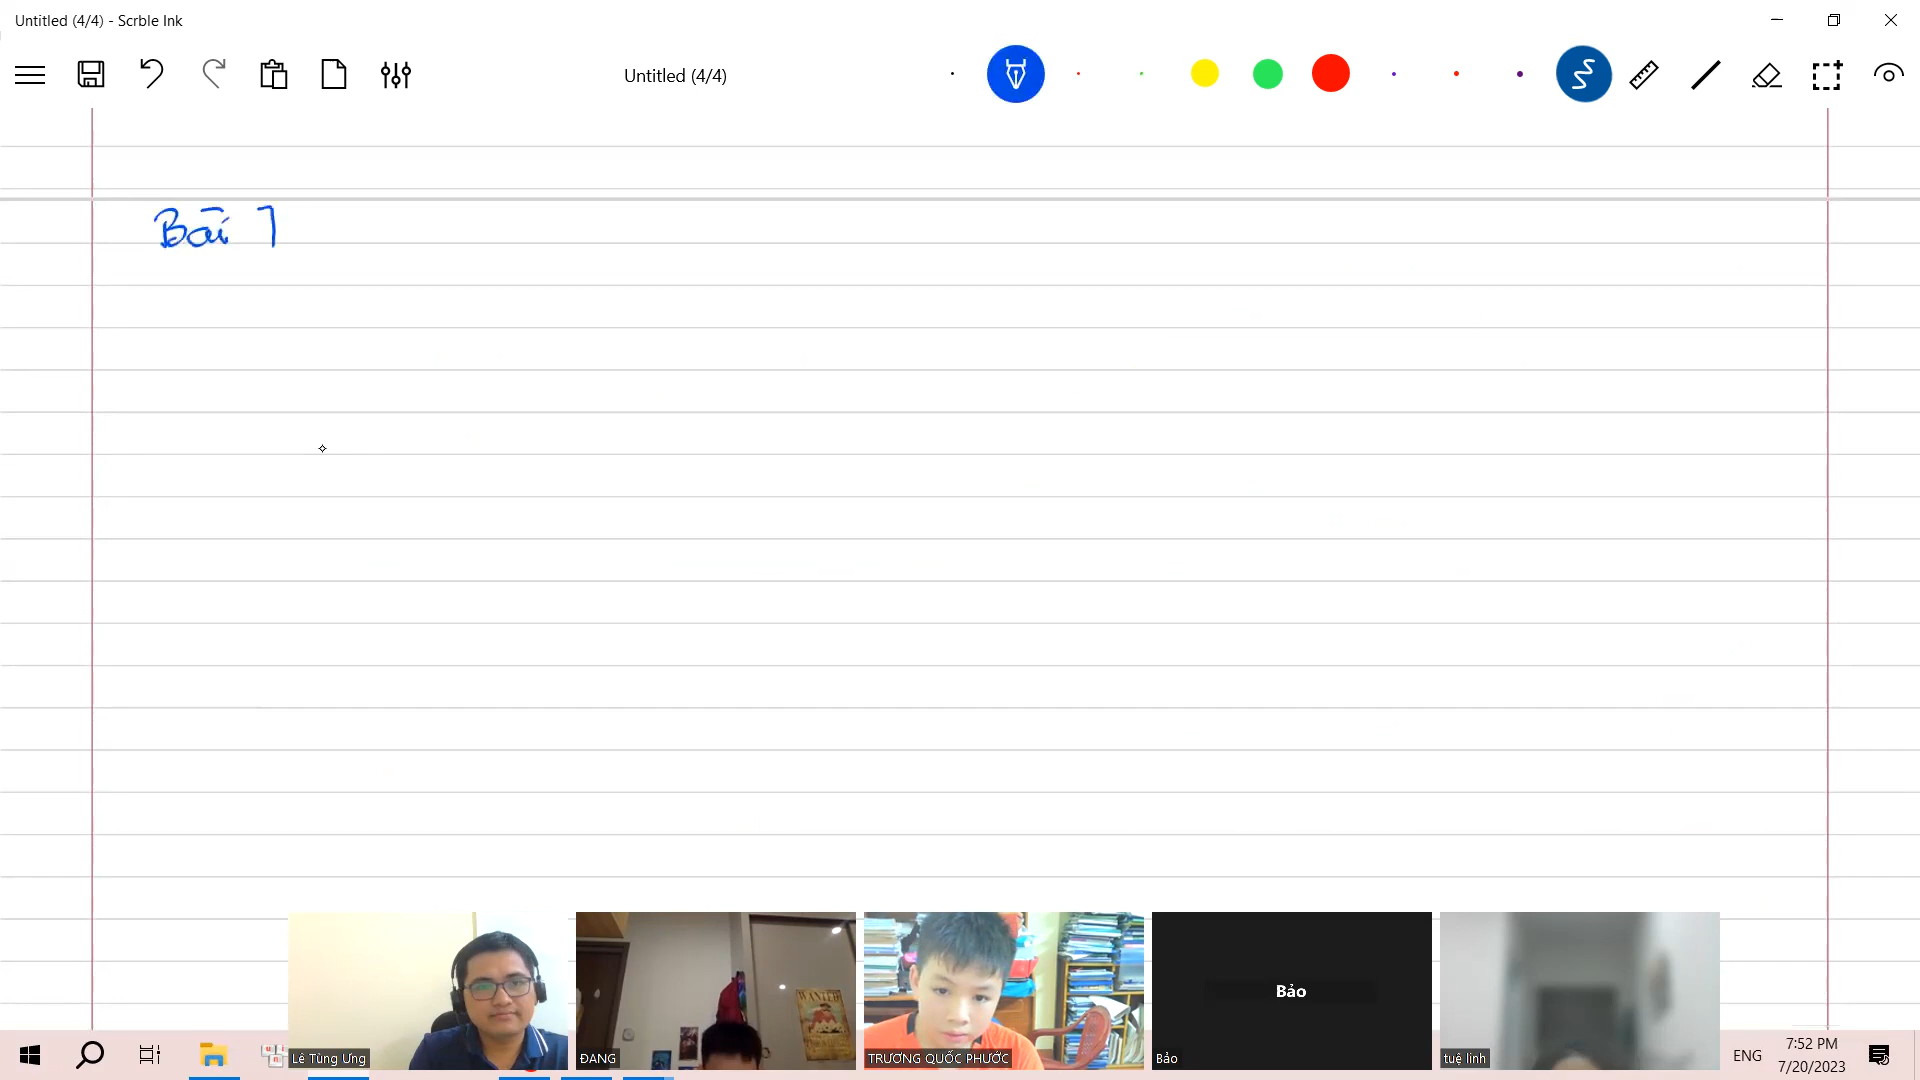 Untitled (4/4) - Scrble Ink
Untitled (4/4)
Bài 7
WANTED
Lê Tùng Ưng
ĐANG
TRƯƠNG QUỐC PHƯỚC
Bảo
Bảo
tuệ linh
ENG
7:52 PM
7/20/2023